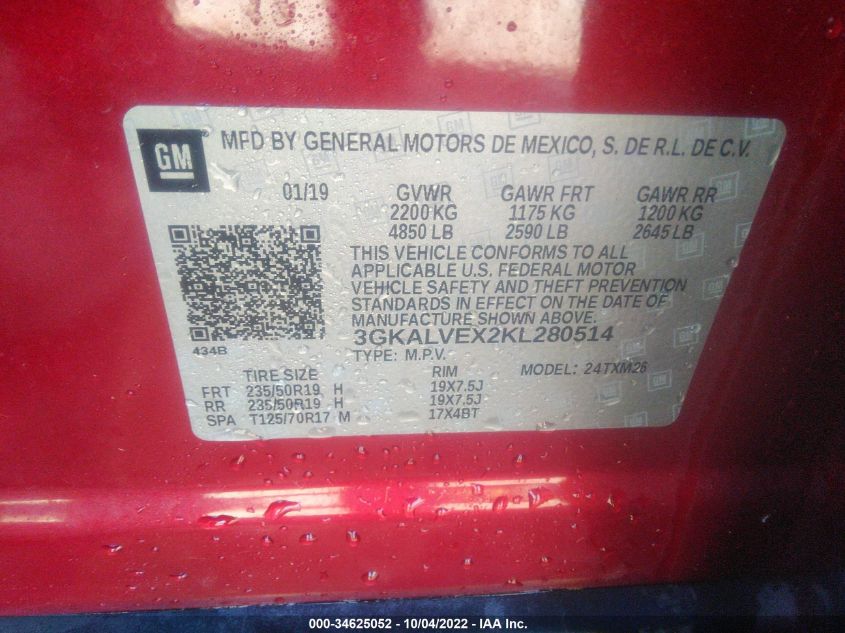 GM MFD BY GENERAL MOTORS DE MEXICO, S. DE R.L. DE C.V.
01/19 GVWR GAWR FRT GAWR RR
2200 KG 1175 KG 1200 KG
4850 LB 2590 LB 2645 LB
THIS VEHICLE CONFORMS TO ALL
APPLICABLE U.S. FEDERAL MOTOR
VEHICLE SAFETY AND THEFT PREVENTION
STANDARDS IN EFFECT ON THE DATE OF
MANUFACTURE SHOWN ABOVE.
3GKALVEX2KL280514
434B TYPE: M.P.V. MODEL: 24TXM26
TIRE SIZE RIM
FRT 235/50R19 H 19X7.5J
RR 235/50R19 H 19X7.5J
SPA T125/70R17 M 17X4BT
000-34625052 - 10/04/2022 - IAA Inc.